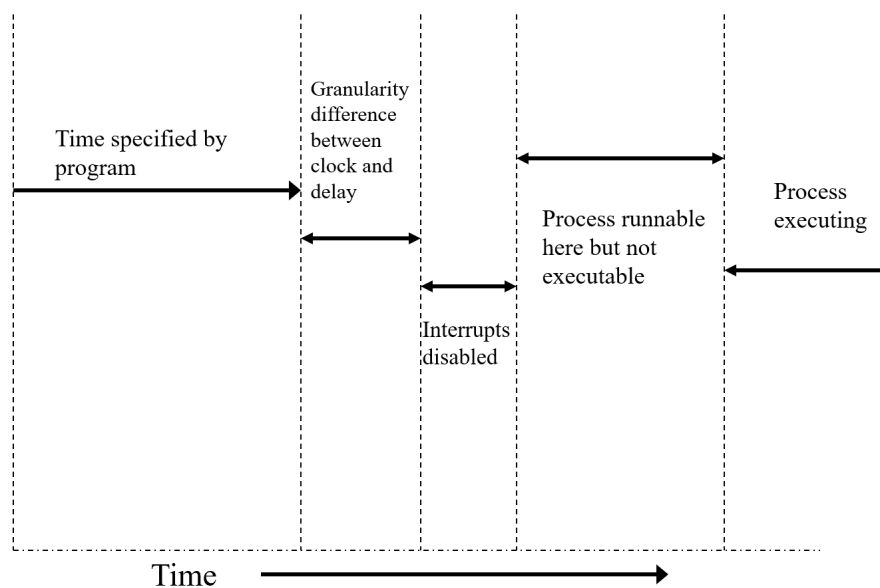 Time specified by
program
Granularity
difference
between
clock and
delay
Interrupts
disabled
Process runnable
here but not
executable
Process
executing
Time